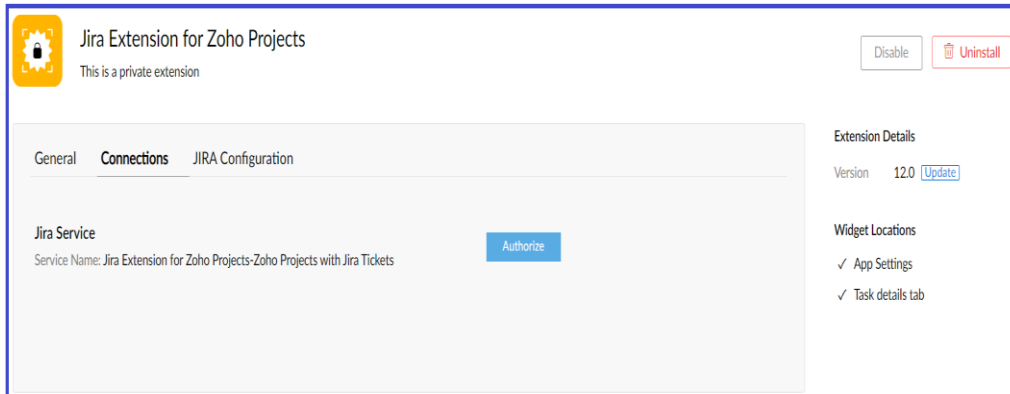 Jira Extension for Zoho Projects
This is a private extension
Disable
Uninstall
General Connections JIRA Configuration
Jira Service
Service Name: Jira Extension for Zoho Projects-Zoho Projects with Jira Tickets
Authorize
Extension Details
Version 12.0 Update
Widget Locations
✓ App Settings
✓ Task details tab